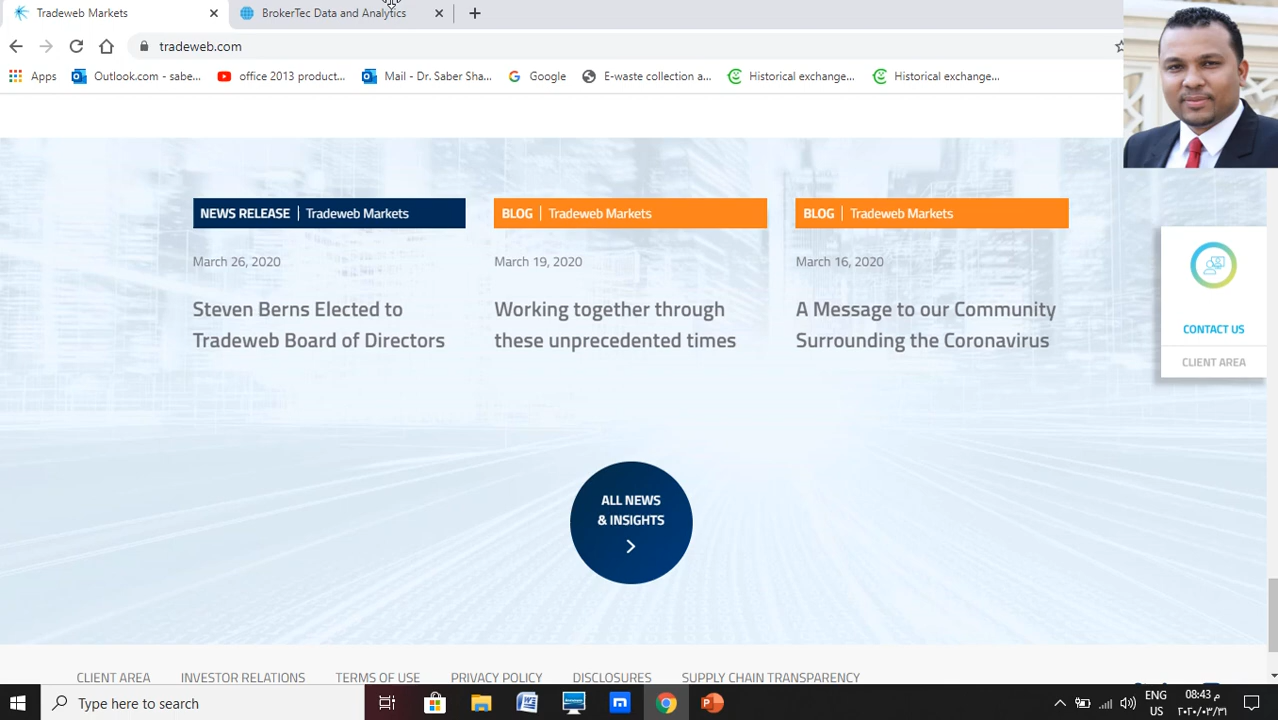 Tradeweb Markets
BrokerTec Data and Analytics
tradeweb.com
Apps
Outlook.com - sabe...
office 2013 product...
Mail - Dr. Saber Sha...
Google
E-waste collection a...
Historical exchange...
Historical exchange...
NEWS RELEASE | Tradeweb Markets
March 26, 2020
Steven Berns Elected to
Tradeweb Board of Directors
BLOG | Tradeweb Markets
March 19, 2020
Working together through
these unprecedented times
BLOG | Tradeweb Markets
March 16, 2020
A Message to our Community
Surrounding the Coronavirus
CONTACT US
CLIENT AREA
ALL NEWS
& INSIGHTS
CLIENT AREA
INVESTOR RELATIONS
TERMS OF USE
PRIVACY POLICY
DISCLOSURES
SUPPLY CHAIN TRANSPARENCY
Type here to search
ENG
US
08:43 م
٢٠٢٠/٠٣/٣١